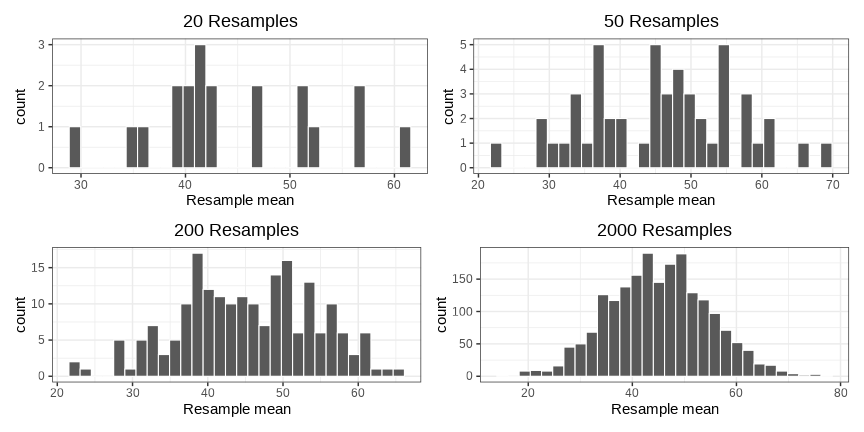 20 Resamples
3
2
1
0
count
30 40 50 60
Resample mean
50 Resamples
5
4
3
2
1
0
count
20 30 40 50 60 70
Resample mean
200 Resamples
15
10
5
0
count
20 30 40 50 60
Resample mean
2000 Resamples
150
100
50
0
count
20 40 60 80
Resample mean